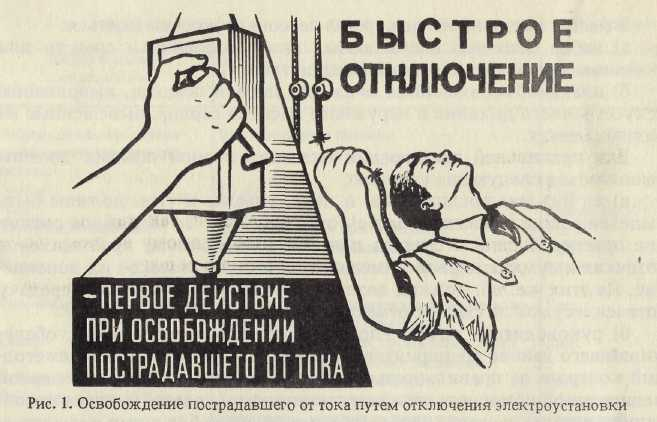 БЫСТРОЕ
ОТКЛЮЧЕНИЕ
–ПЕРВОЕ ДЕЙСТВИЕ
ПРИ ОСВОБОЖДЕНИИ
ПОСТРАДАВШЕГО ОТ ТОКА
Рис. 1. Освобождение пострадавшего от тока путем отключения электроустановки